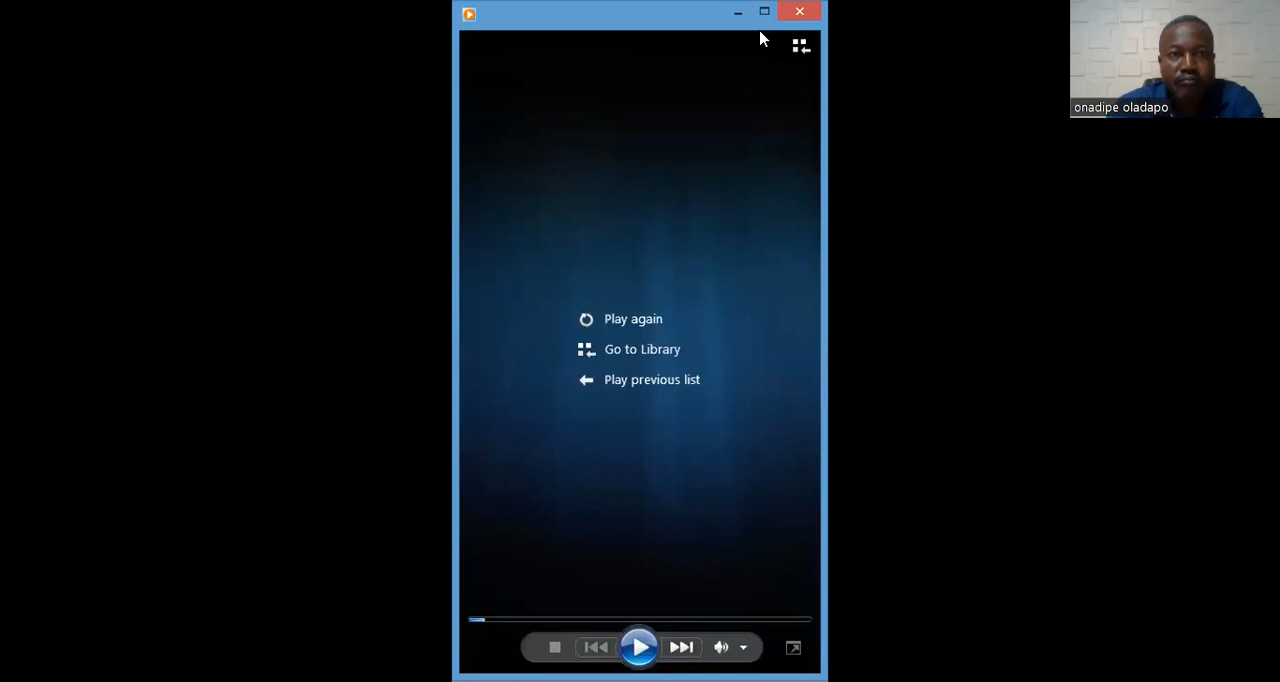 onadipe oladapo
Play again
Go to Library
Play previous list